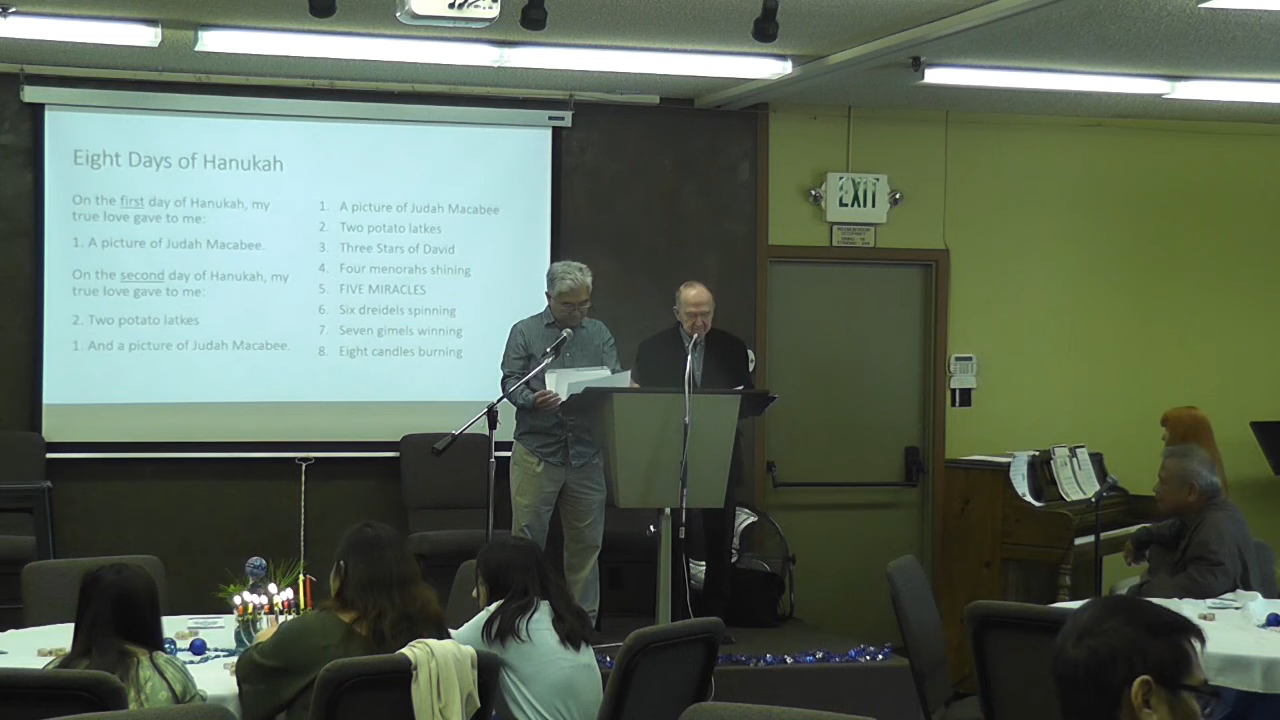 Eight Days of Hanukah
On the first day of Hanukah, my
true love gave to me:
1. A picture of Judah Macabee.
On the second day of Hanukah, my
true love gave to me:
2. Two potato latkes
1. And a picture of Judah Macabee.
1. A picture of Judah Macabee
2. Two potato latkes
3. Three Stars of David
4. Four menorahs shining
5. FIVE MIRACLES
6. Six dreidels spinning
7. Seven gimels winning
8. Eight candles burning
EXIT